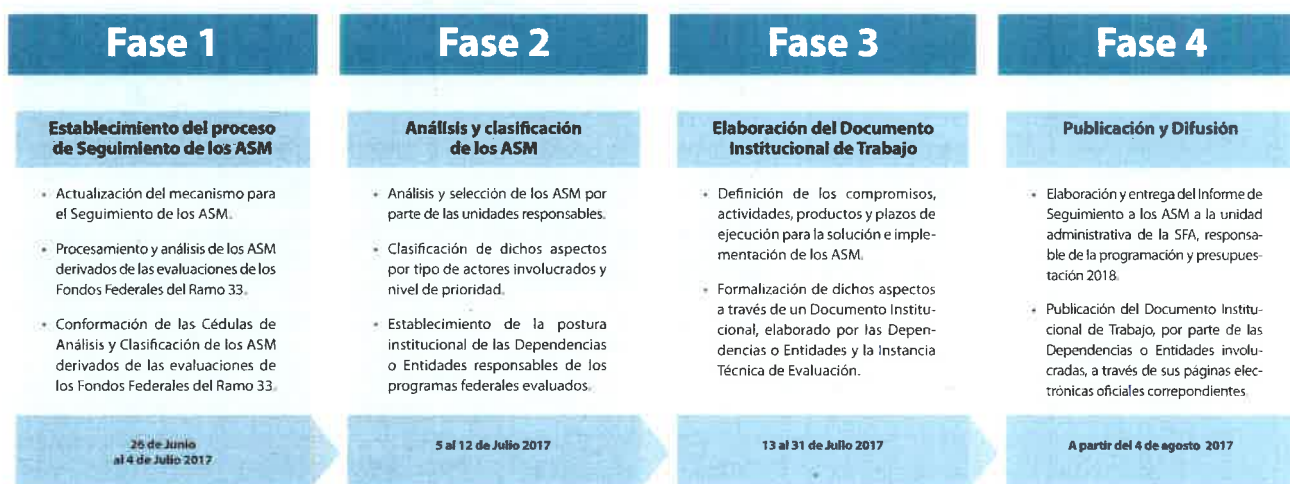 Fase 1
Establecimiento del proceso
de Seguimiento de los ASM
• Actualización del mecanismo para
el Seguimiento de los ASM.
• Procesamiento y análisis de los ASM
derivados de las evaluaciones de los
Fondos Federales del Ramo 33.
• Conformación de las Cédulas de
Análisis y Clasificación de los ASM
derivados de las evaluaciones de
los Fondos Federales del Ramo 33.
26 de Junio
al 4 de Julio 2017
Fase 2
Análisis y clasificación
de los ASM
• Análisis y selección de los ASM por
parte de las unidades responsables.
• Clasificación de dichos aspectos
por tipo de actores involucrados y
nivel de prioridad.
• Establecimiento de la postura
institucional de las Dependencias
o Entidades responsables de los
programas federales evaluados.
5 al 12 de Julio 2017
Fase 3
Elaboración del Documento
Institucional de Trabajo
• Definición de los compromisos,
actividades, productos y plazos de
ejecución para la solución e imple-
mentación de los ASM.
• Formalización de dichos aspectos
a través de un Documento Institu-
cional, elaborado por las Depen-
dencias o Entidades y la Instancia
Técnica de Evaluación.
13 al 31 de Julio 2017
Fase 4
Publicación y Difusión
• Elaboración y entrega del Informe de
Seguimiento a los ASM a la unidad
administrativa de la SFA, responsa-
ble de la programación y presupues-
tación 2018.
• Publicación del Documento Institu-
cional de Trabajo, por parte de las
Dependencias o Entidades involu-
cradas, a través de sus páginas elec-
trónicas oficiales correpondientes.
A partir del 4 de agosto 2017